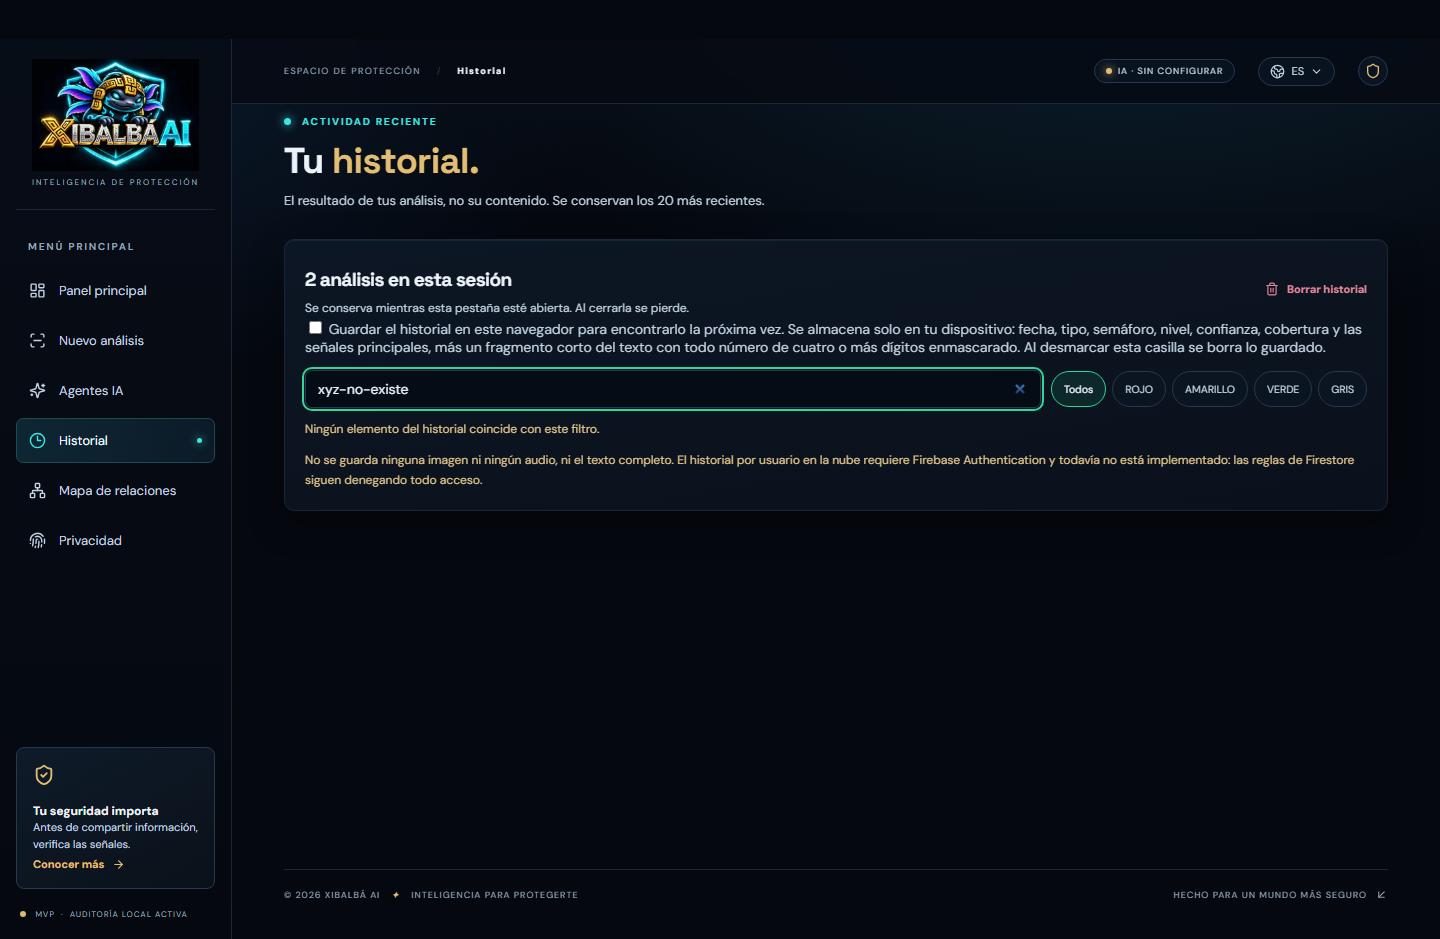 XIBALBÁ AI
INTELIGENCIA DE PROTECCIÓN
MENÚ PRINCIPAL
Panel principal
Nuevo análisis
Agentes IA
Historial
Mapa de relaciones
Privacidad
Tu seguridad importa
Antes de compartir información,
verifica las señales.
Conocer más
MVP · AUDITORÍA LOCAL ACTIVA
ESPACIO DE PROTECCIÓN / Historial
IA · SIN CONFIGURAR
ES
ACTIVIDAD RECIENTE
Tu historial.
El resultado de tus análisis, no su contenido. Se conservan los 20 más recientes.
2 análisis en esta sesión
Borrar historial
Se conserva mientras esta pestaña esté abierta. Al cerrarla se pierde.
Guardar el historial en este navegador para encontrarlo la próxima vez. Se almacena solo en tu dispositivo: fecha, tipo, semáforo, nivel, confianza, cobertura y las
señales principales, más un fragmento corto del texto con todo número de cuatro o más dígitos enmascarado. Al desmarcar esta casilla se borra lo guardado.
xyz-no-existe
Todos
ROJO
AMARILLO
VERDE
GRIS
Ningún elemento del historial coincide con este filtro.
No se guarda ninguna imagen ni ningún audio, ni el texto completo. El historial por usuario en la nube requiere Firebase Authentication y todavía no está implementado: las reglas de Firestore
siguen denegando todo acceso.
© 2026 XIBALBÁ AI ✦ INTELIGENCIA PARA PROTEGERTE
HECHO PARA UN MUNDO MÁS SEGURO